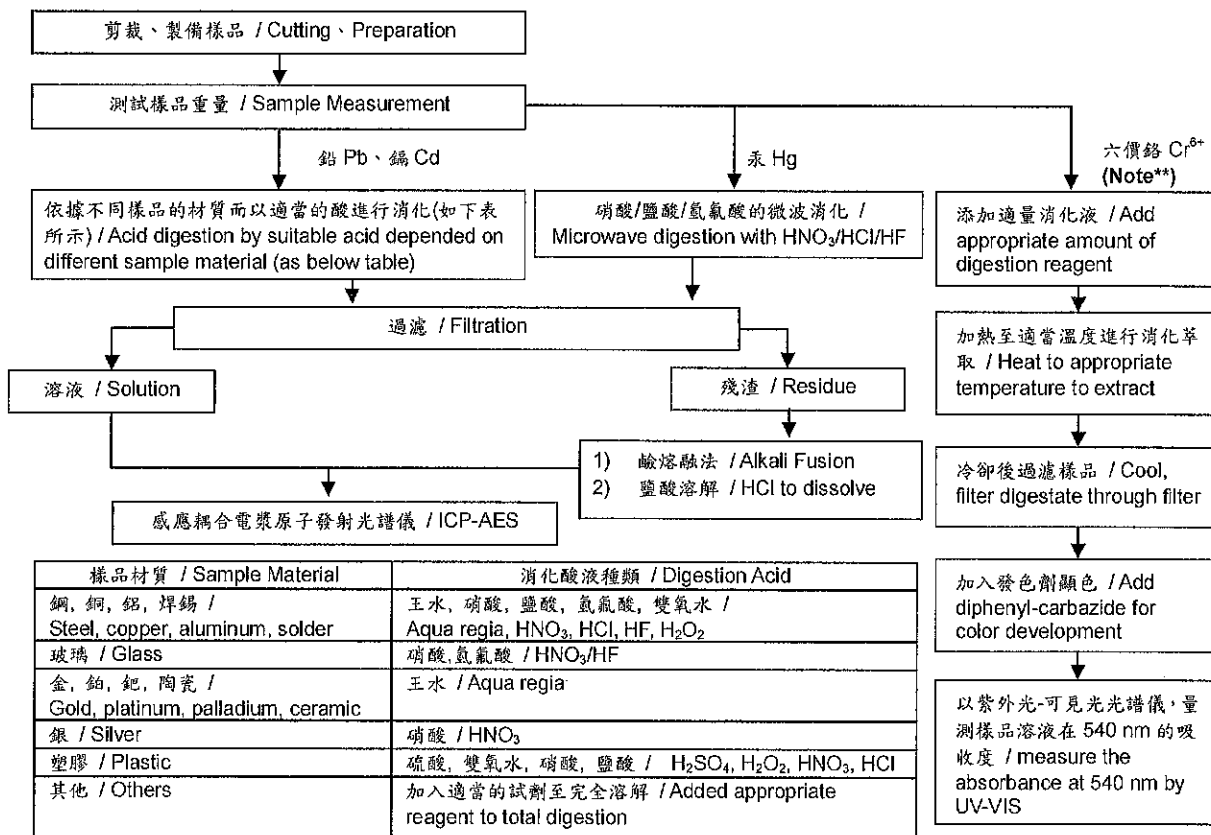 剪裁、製備樣品 / Cutting、Preparation
測試樣品重量 / Sample Measurement
鉛 Pb、鎘 Cd
汞 Hg
六價鉻 Cr⁶⁺
(Note**)
依據不同樣品的材質而以適當的酸進行消化(如下表
所示) / Acid digestion by suitable acid depended on
different sample material (as below table)
硝酸/鹽酸/氫氟酸的微波消化 /
Microwave digestion with HNO₃/HCl/HF
添加適量消化液 / Add
appropriate amount of
digestion reagent
過濾 / Filtration
加熱至適當溫度進行消化萃
取 / Heat to appropriate
temperature to extract
溶液 / Solution
殘渣 / Residue
1) 鹼熔融法 / Alkali Fusion
2) 鹽酸溶解 / HCl to dissolve
冷卻後過濾樣品 / Cool,
filter digestate through filter
感應耦合電漿原子發射光譜儀 / ICP-AES
加入發色劑顯色 / Add
diphenyl-carbazide for
color development
以紫外光-可見光光譜儀，量
測樣品溶液在 540 nm 的吸
收度 / measure the
absorbance at 540 nm by
UV-VIS
樣品材質 / Sample Material 消化酸液種類 / Digestion Acid
鋼, 銅, 鋁, 焊錫 / 王水, 硝酸, 鹽酸, 氫氟酸, 雙氧水 /
Steel, copper, aluminum, solder Aqua regia, HNO₃, HCl, HF, H₂O₂
玻璃 / Glass 硝酸,氫氟酸 / HNO₃/HF
金, 鉑, 鈀, 陶瓷 / 王水 / Aqua regia
Gold, platinum, palladium, ceramic
銀 / Silver 硝酸 / HNO₃
塑膠 / Plastic 硫酸, 雙氧水, 硝酸, 鹽酸 / H₂SO₄, H₂O₂, HNO₃, HCl
其他 / Others 加入適當的試劑至完全溶解 / Added appropriate
reagent to total digestion